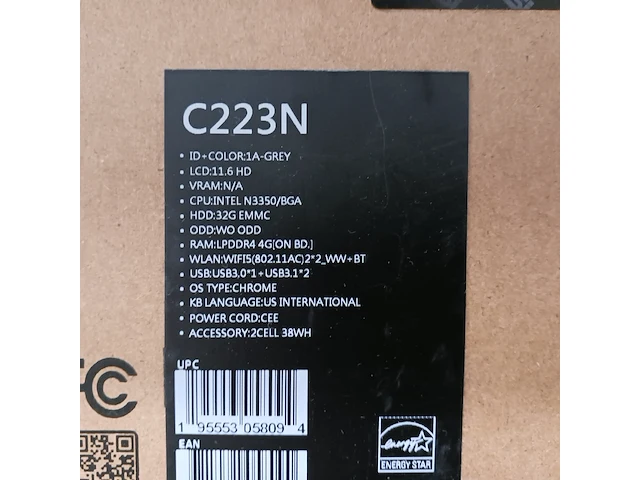 C223N
• ID+COLOR:1A-GREY
• LCD:11.6 HD
• VRAM:N/A
• CPU:INTEL N3350/BGA
• HDD:32G EMMC
• ODD:WO ODD
• RAM:LPDDR4 4G[ON BD.]
• WLAN:WIFI5(802.11AC)2*2_WW+BT
• USB:USB3.0*1+USB3.1*2
• OS TYPE:CHROME
• KB LANGUAGE:US INTERNATIONAL
• POWER CORD:CEE
• ACCESSORY:2CELL 38WH
UPC
1 95553 05809 4
EAN
energy
ENERGY STAR